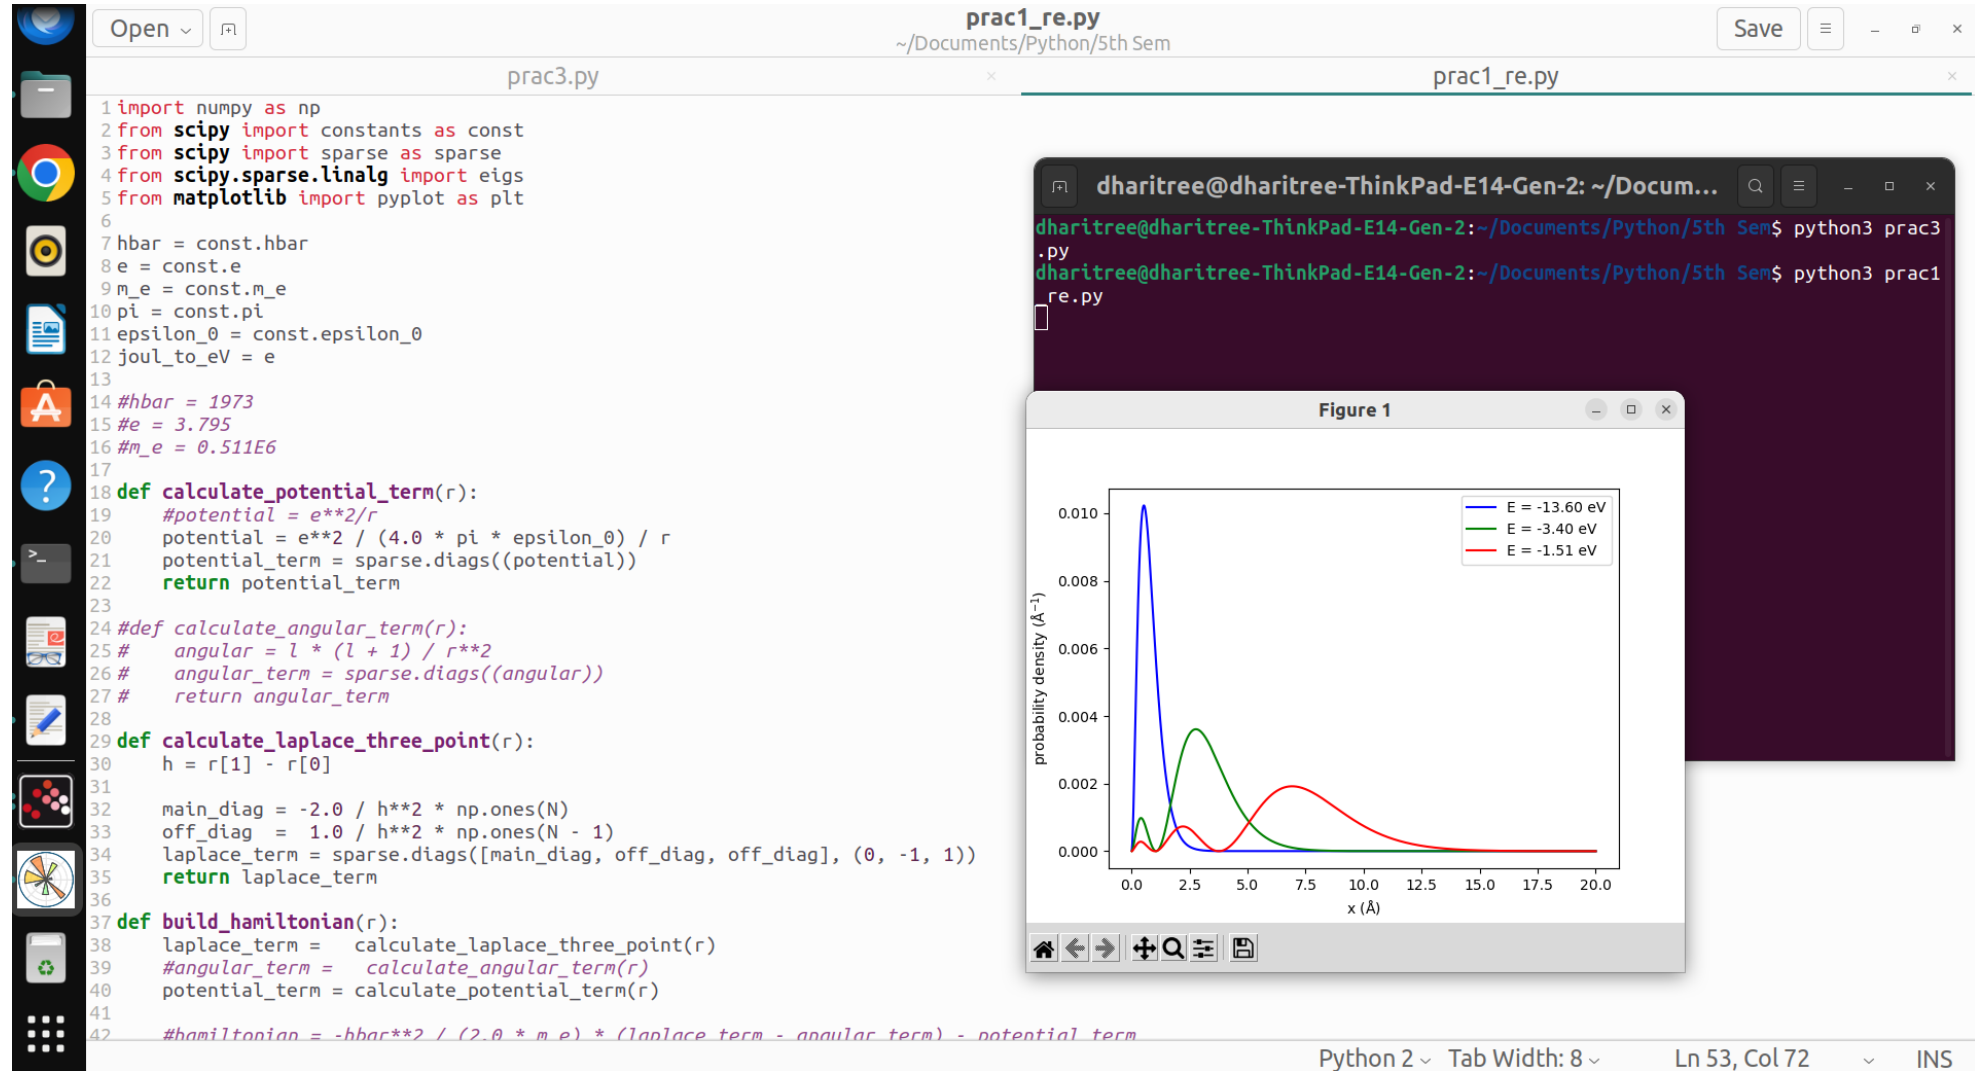 Open
prac1_re.py
~/Documents/Python/5th Sem
Save
prac3.py
prac1_re.py
1 import numpy as np
2 from scipy import constants as const
3 from scipy import sparse as sparse
4 from scipy.sparse.linalg import eigs
5 from matplotlib import pyplot as plt
6
7 hbar = const.hbar
8 e = const.e
9 m_e = const.m_e
10 pi = const.pi
11 epsilon_0 = const.epsilon_0
12 joul_to_eV = e
13
14 #hbar = 1973
15 #e = 3.795
16 #m_e = 0.511E6
17
18 def calculate_potential_term(r):
19     #potential = e**2/r
20     potential = e**2 / (4.0 * pi * epsilon_0) / r
21     potential_term = sparse.diags((potential))
22     return potential_term
23
24 #def calculate_angular_term(r):
25 #    angular = l * (l + 1) / r**2
26 #    angular_term = sparse.diags((angular))
27 #    return angular_term
28
29 def calculate_laplace_three_point(r):
30     h = r[1] - r[0]
31
32     main_diag = -2.0 / h**2 * np.ones(N)
33     off_diag  =  1.0 / h**2 * np.ones(N - 1)
34     laplace_term = sparse.diags([main_diag, off_diag, off_diag], (0, -1, 1))
35     return laplace_term
36
37 def build_hamiltonian(r):
38     laplace_term =   calculate_laplace_three_point(r)
39     #angular_term =   calculate_angular_term(r)
40     potential_term = calculate_potential_term(r)
41
42     #hamiltonian = -hbar**2 / (2.0 * m_e) * (laplace_term - angular_term) - potential_term
dharitree@dharitree-ThinkPad-E14-Gen-2: ~/Docum...
dharitree@dharitree-ThinkPad-E14-Gen-2:~/Documents/Python/5th Sem$ python3 prac3
.py
dharitree@dharitree-ThinkPad-E14-Gen-2:~/Documents/Python/5th Sem$ python3 prac1
_re.py
Figure 1
E = -13.60 eV
E = -3.40 eV
E = -1.51 eV
probability density (Å⁻¹)
0.010
0.008
0.006
0.004
0.002
0.000
0.0 2.5 5.0 7.5 10.0 12.5 15.0 17.5 20.0
x (Å)
Python 2 Tab Width: 8 Ln 53, Col 72 INS